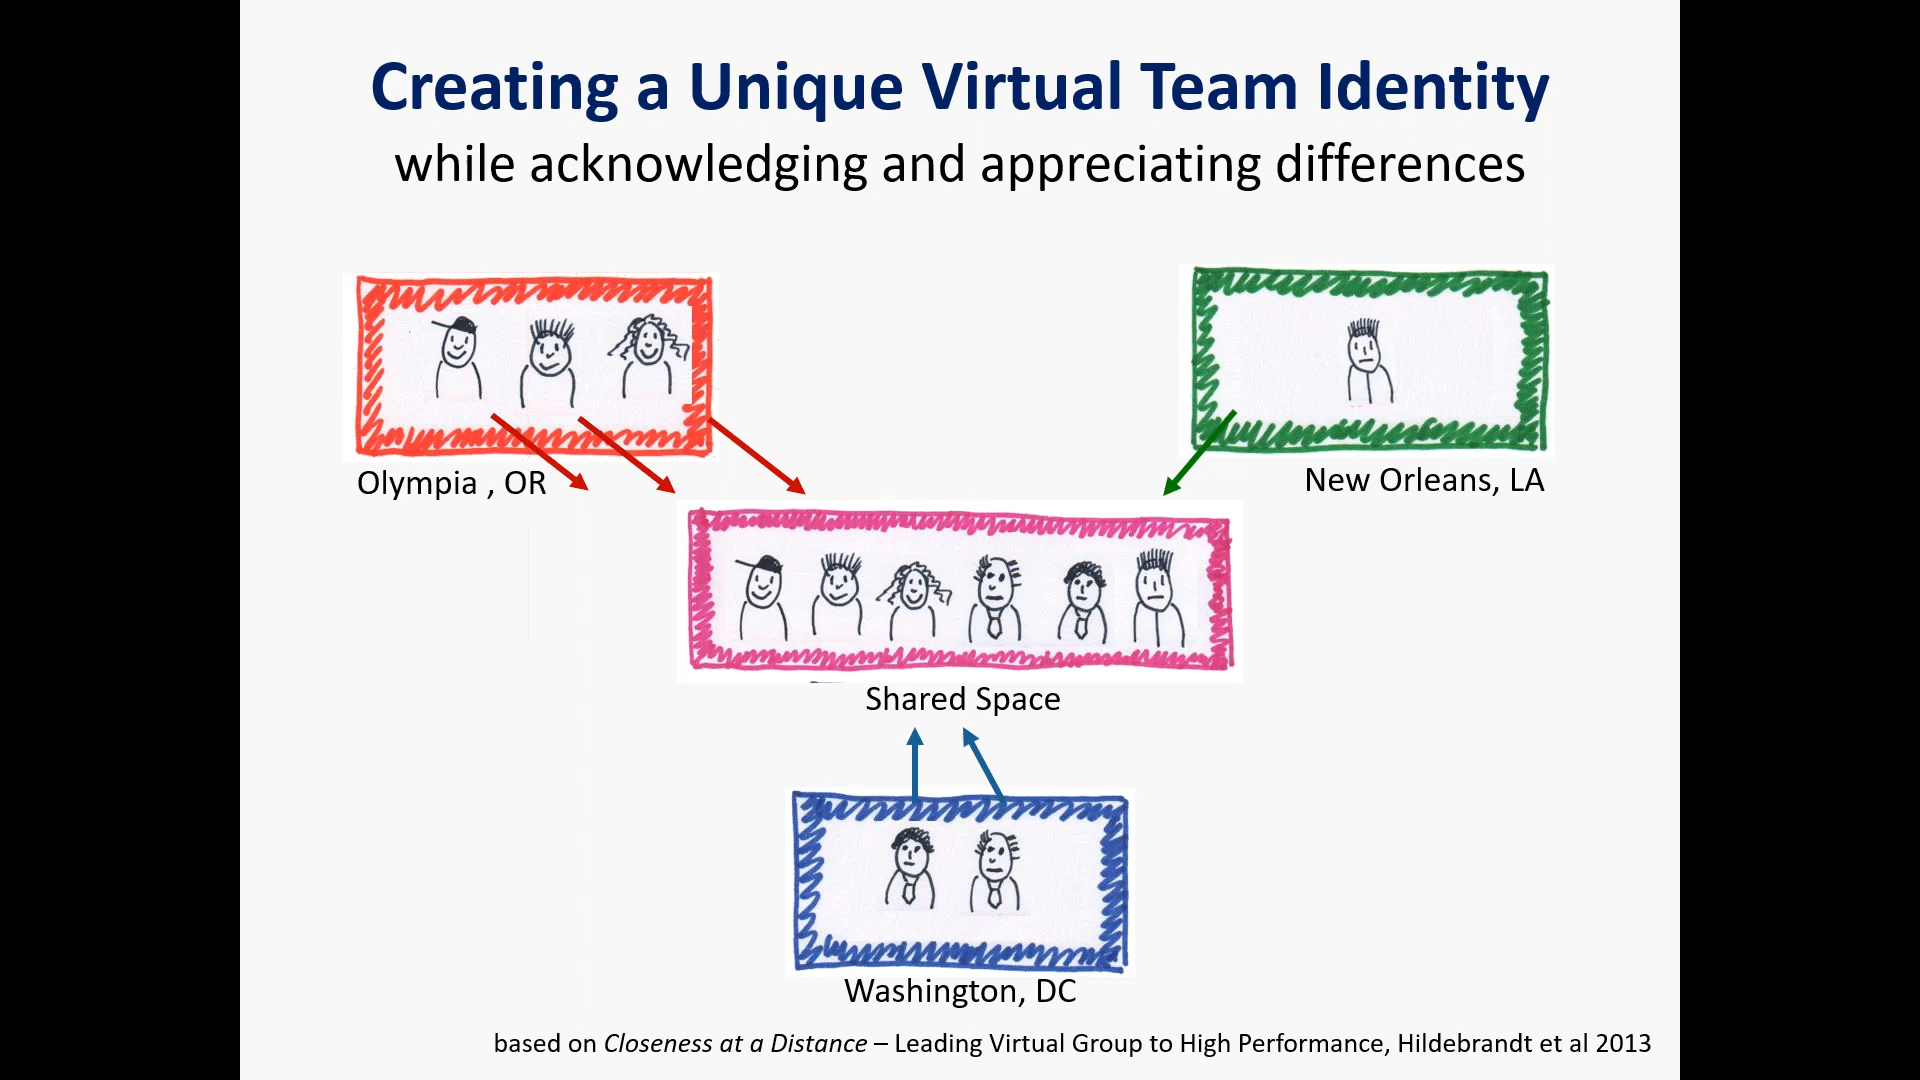 Creating a Unique Virtual Team Identity
while acknowledging and appreciating differences
Olympia , OR
New Orleans, LA
Shared Space
Washington, DC
based on Closeness at a Distance – Leading Virtual Group to High Performance, Hildebrandt et al 2013